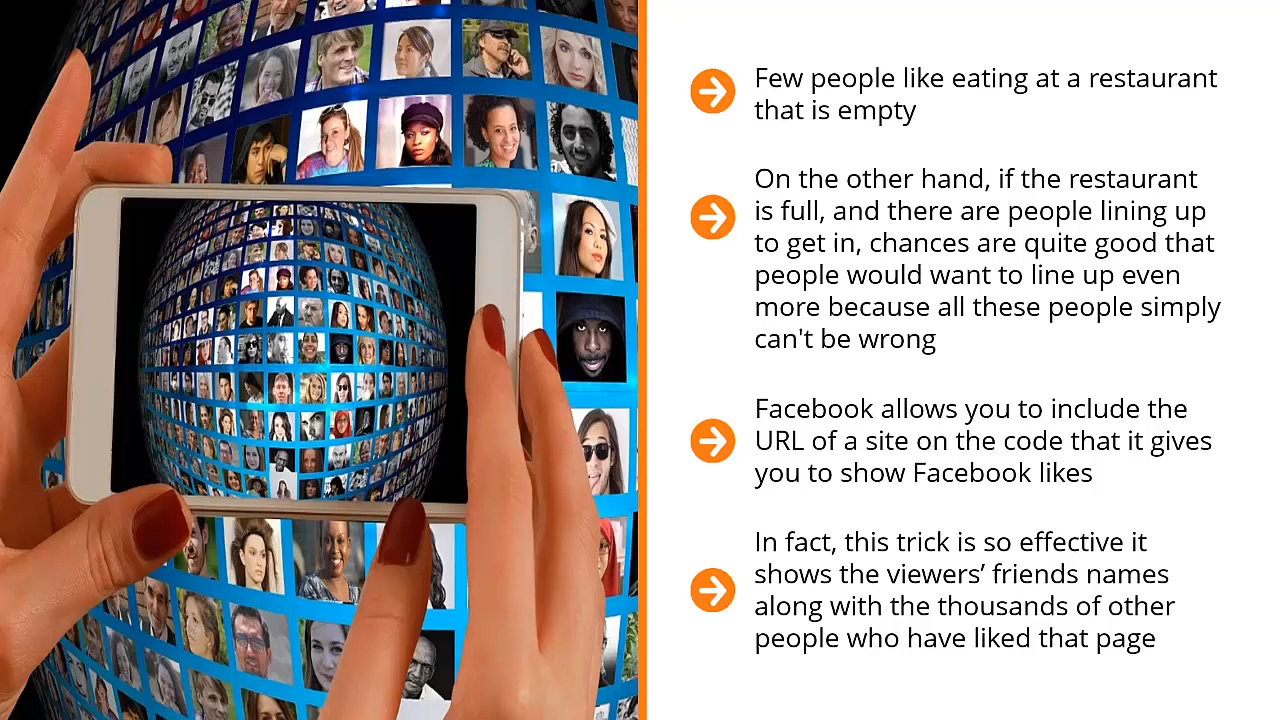 Few people like eating at a restaurant
that is empty
On the other hand, if the restaurant
is full, and there are people lining up
to get in, chances are quite good that
people would want to line up even
more because all these people simply
can't be wrong
Facebook allows you to include the
URL of a site on the code that it gives
you to show Facebook likes
In fact, this trick is so effective it
shows the viewers’ friends names
along with the thousands of other
people who have liked that page